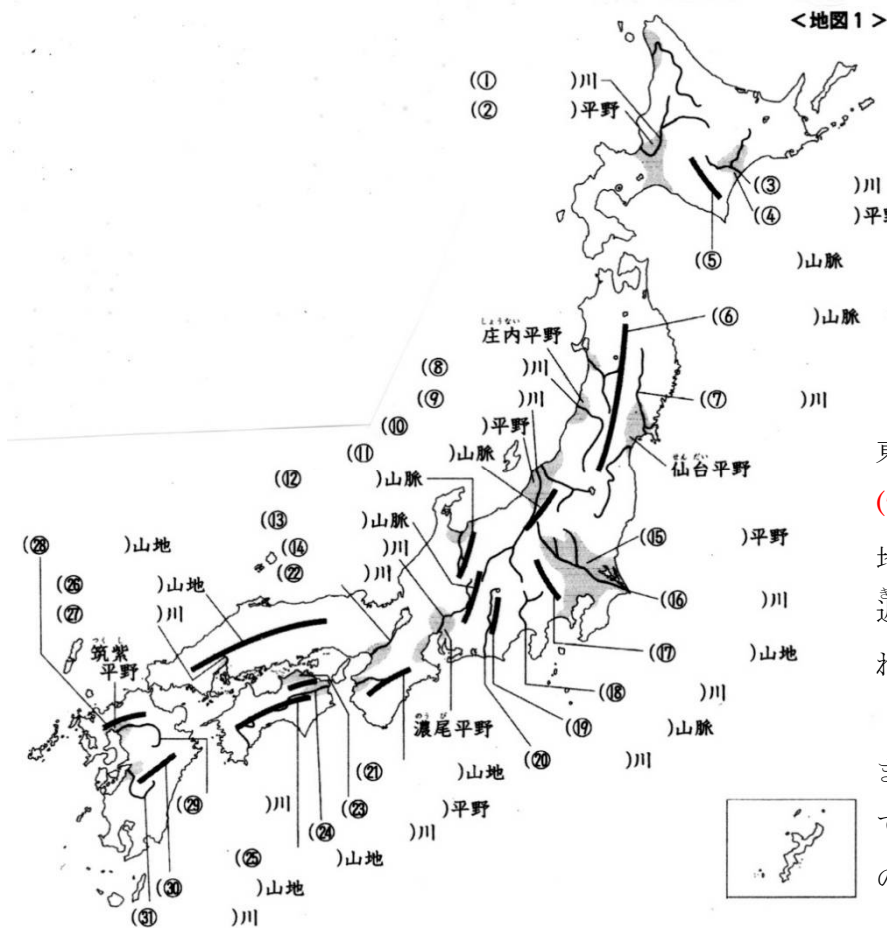 ＜地図1＞
(①　　　)川
(②　　　)平野
(③　　　)川
(④　　　)平野
(⑤　　　)山脈
(⑥　　　)山脈
しょうない
庄内平野
(⑧　　　)川
(⑨　　　)川
(⑦　　　)川
(⑩　　　)平野
(⑪　　　)山脈
せんだい
仙台平野
(⑫　　　)山脈
(⑬　　　)山脈
(⑭　　　)川
(⑮　　　)平野
(㉘　　　)山地
(㉒　　　)川
(㉖　　　)山地
(⑯　　　)川
(㉗　　　)川
つくし
筑紫
平野
(⑰　　　)山地
(⑱　　　)川
のうび
濃尾平野
(⑲　　　)山脈
(⑳　　　)川
(㉑　　　)山地
(㉙　　　)川
(㉓　　　)平野
(㉔　　　)川
(㉕　　　)山地
(㉚　　　)山地
(㉛　　　)川